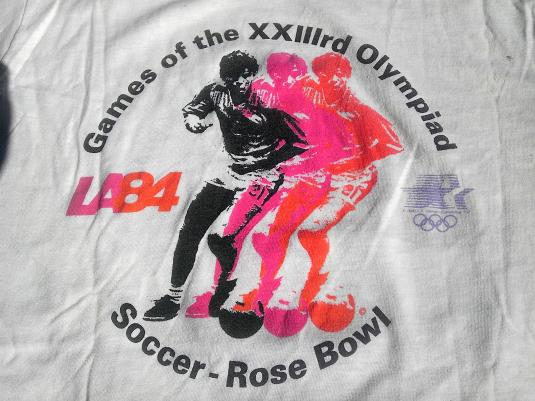 Games of the XXIIIrd Olympiad
LA84
Soccer - Rose Bowl